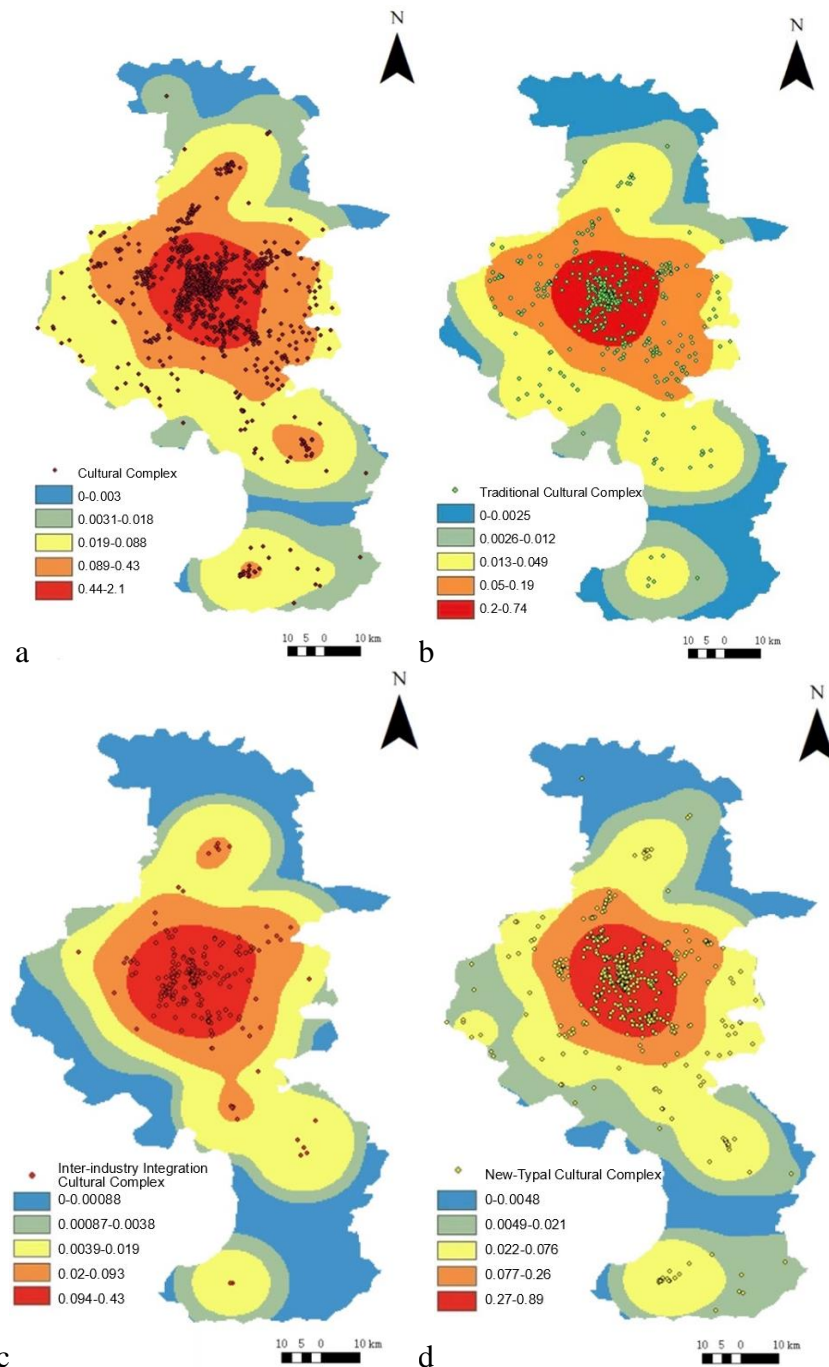 N
Cultural Complex
0-0.003
0.0031-0.018
0.019-0.088
0.089-0.43
0.44-2.1
10 5 0 10 km
a
N
Traditional Cultural Complex
0-0.0025
0.0026-0.012
0.013-0.049
0.05-0.19
0.2-0.74
10 5 0 10 km
b
N
Inter-industry Integration
Cultural Complex
0-0.00088
0.00087-0.0038
0.0039-0.019
0.02-0.093
0.094-0.43
10 5 0 10 km
c
N
New-Typal Cultural Complex
0-0.0048
0.0049-0.021
0.022-0.076
0.077-0.26
0.27-0.89
10 5 0 10 km
d